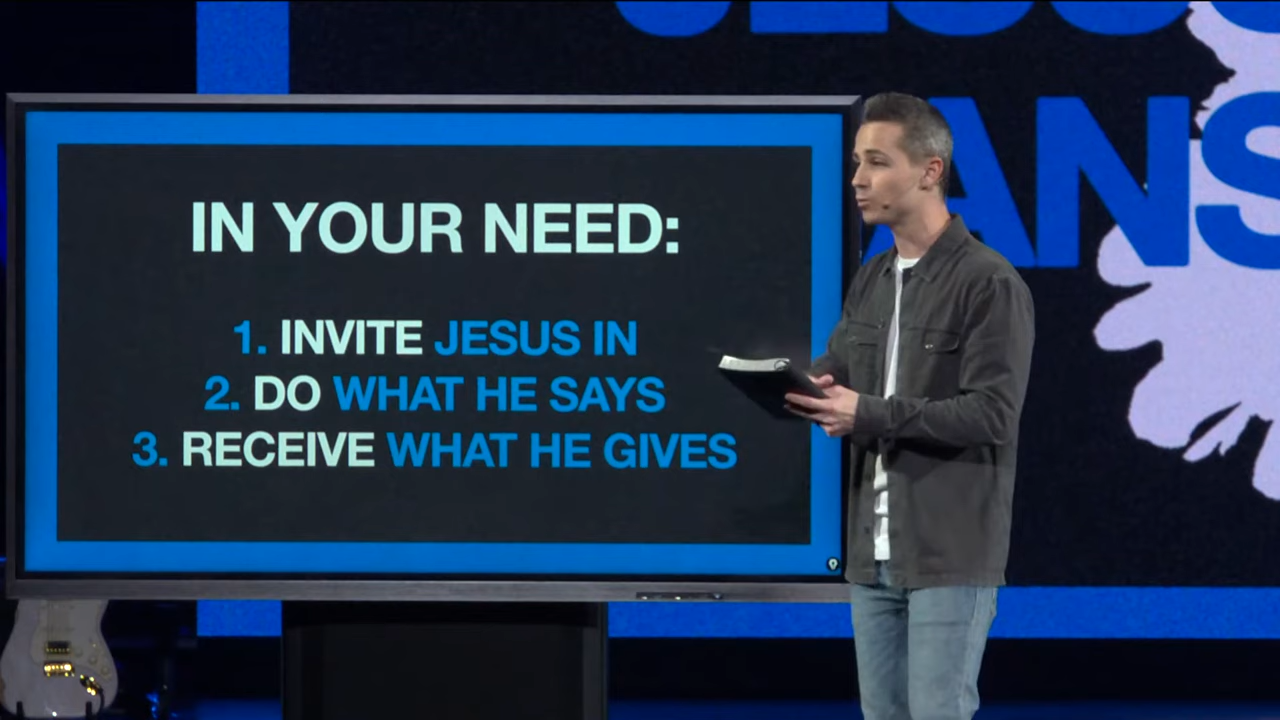 IN YOUR NEED:
1. INVITE JESUS IN
2. DO WHAT HE SAYS
3. RECEIVE WHAT HE GIVES